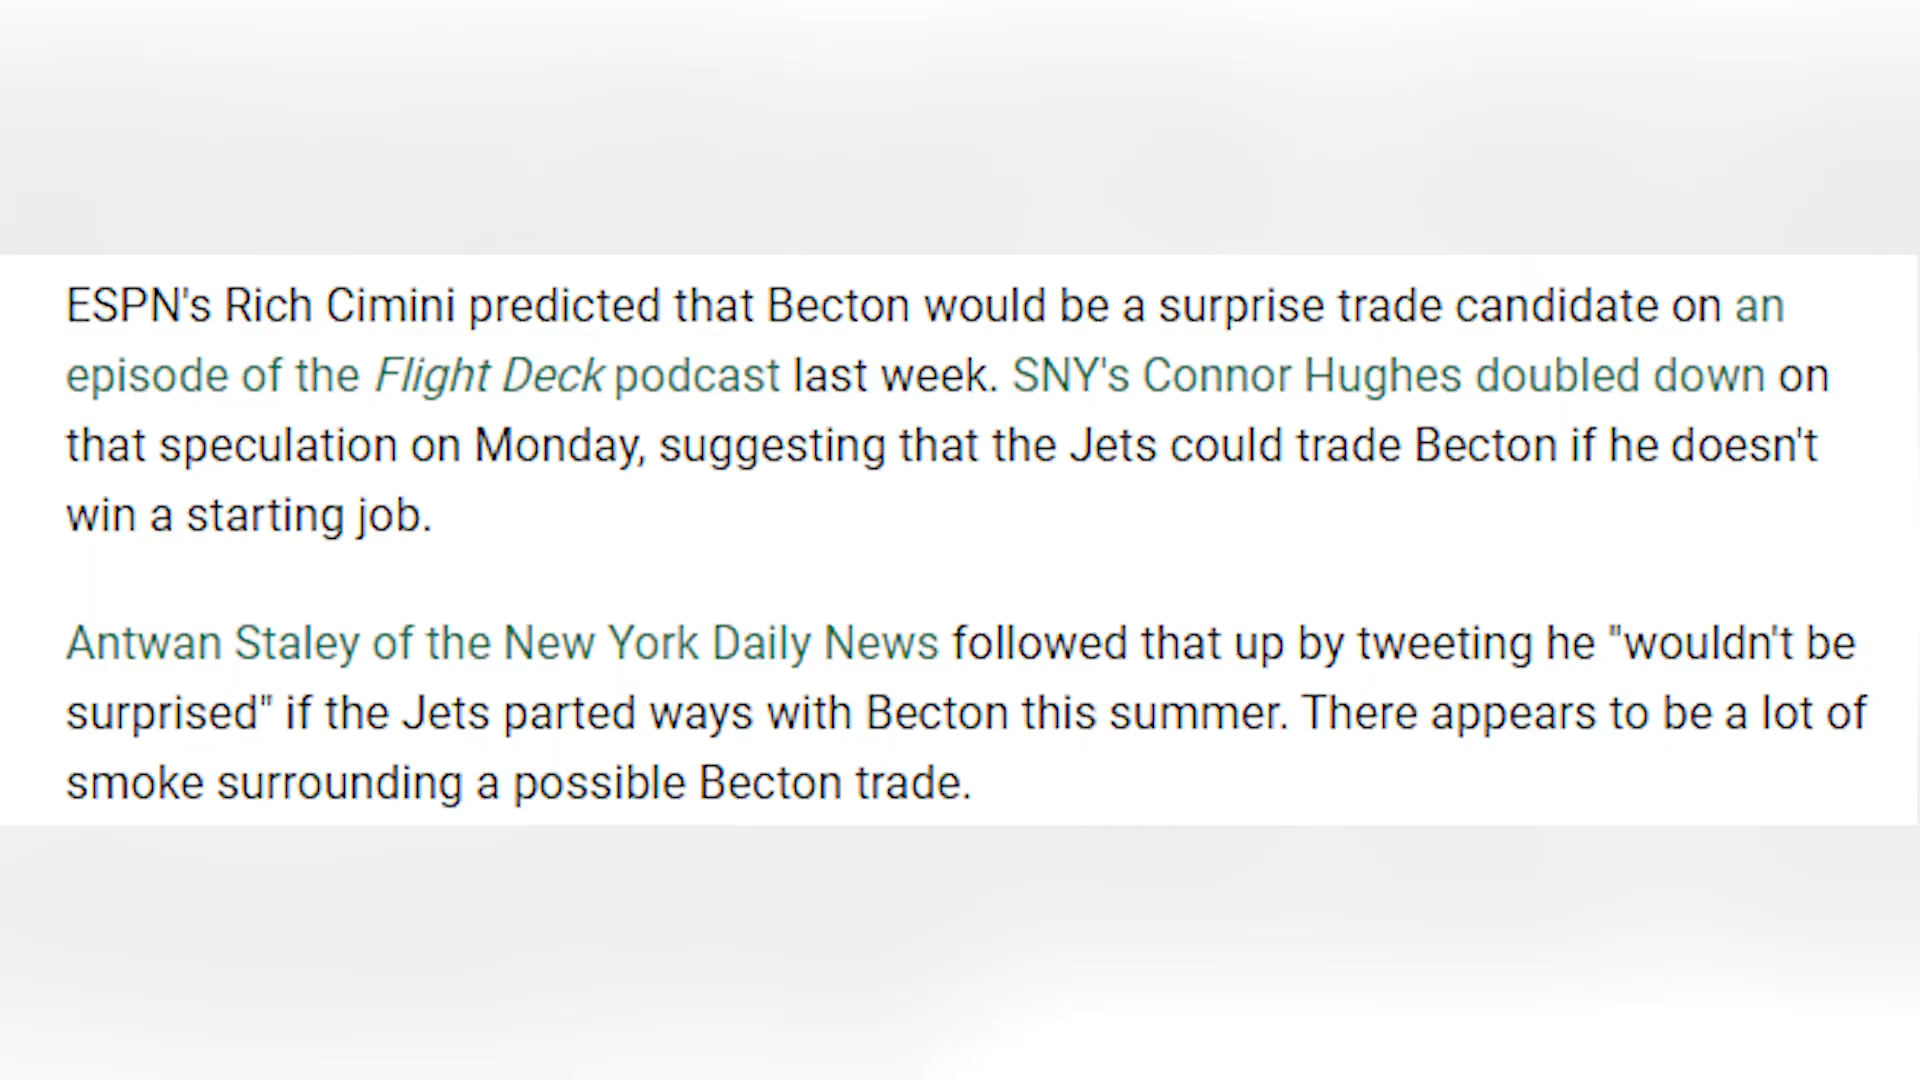 ESPN's Rich Cimini predicted that Becton would be a surprise trade candidate on an
episode of the Flight Deck podcast last week. SNY's Connor Hughes doubled down on
that speculation on Monday, suggesting that the Jets could trade Becton if he doesn't
win a starting job.
Antwan Staley of the New York Daily News followed that up by tweeting he "wouldn't be
surprised" if the Jets parted ways with Becton this summer. There appears to be a lot of
smoke surrounding a possible Becton trade.